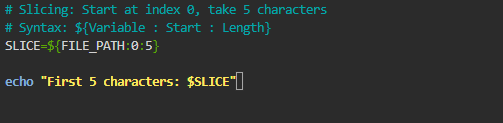 # Slicing: Start at index 0, take 5 characters
# Syntax: ${Variable : Start : Length}
SLICE=${FILE_PATH:0:5}
echo "First 5 characters: $SLICE"